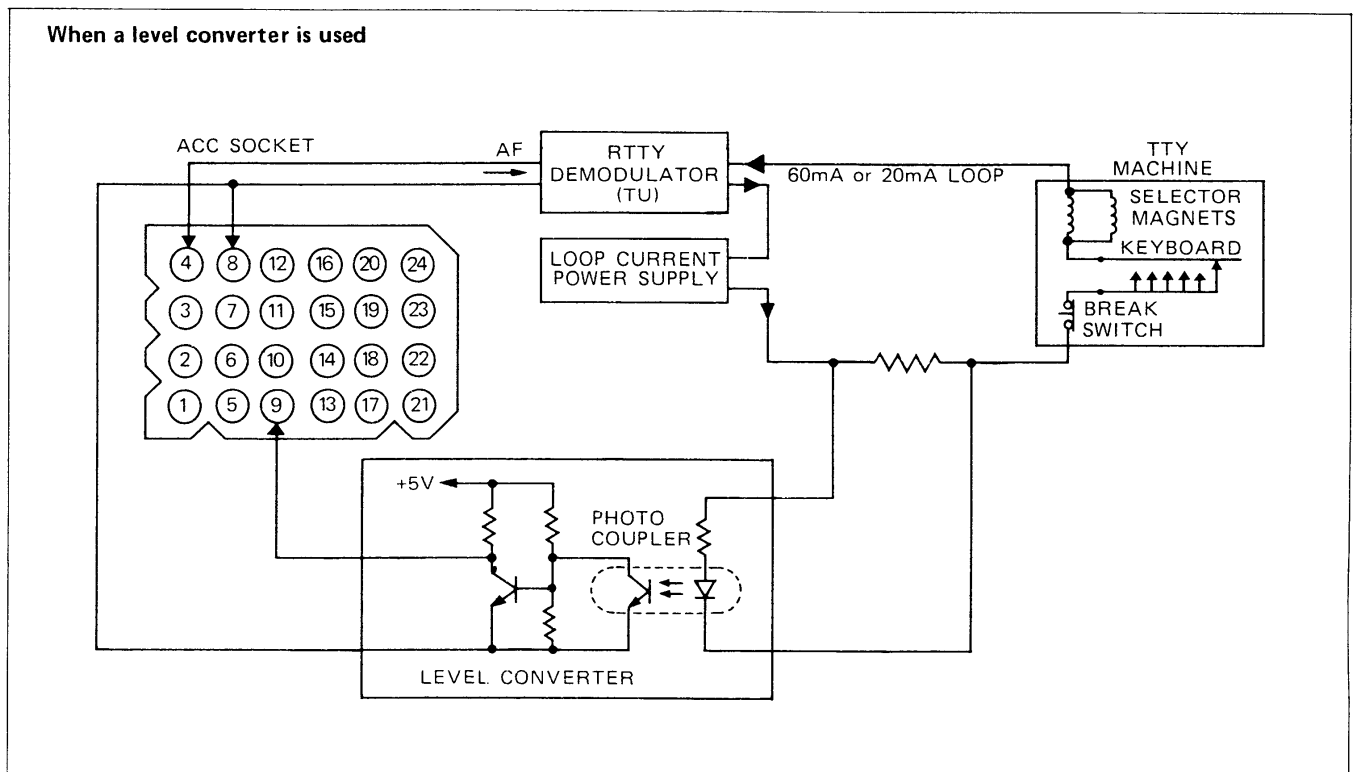 When a level converter is used
ACC SOCKET
AF
RTTY
DEMODULATOR
(TU)
60mA or 20mA LOOP
TTY
MACHINE
SELECTOR
MAGNETS
KEYBOARD
BREAK
SWITCH
LOOP CURRENT
POWER SUPPLY
4 8 12 16 20 24
3 7 11 15 19 23
2 6 10 14 18 22
1 5 9 13 17 21
+5V
PHOTO
COUPLER
LEVEL CONVERTER